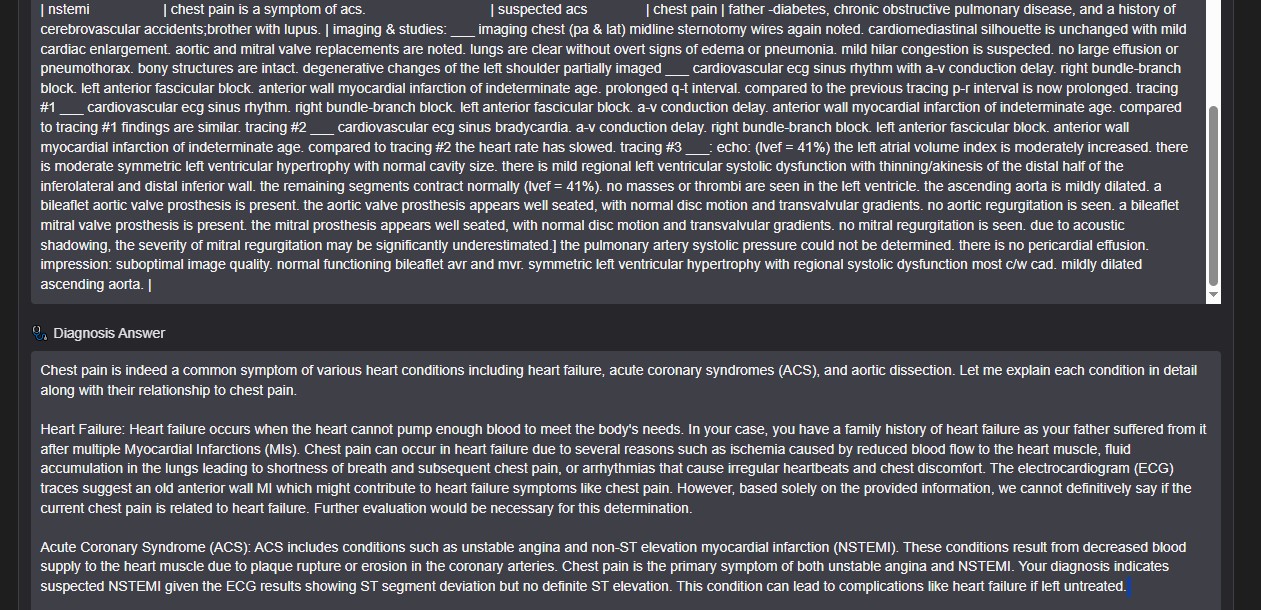 | nstemi | chest pain is a symptom of acs. | suspected acs | chest pain | father -diabetes, chronic obstructive pulmonary disease, and a history of
cerebrovascular accidents;brother with lupus. | imaging & studies: ___ imaging chest (pa & lat) midline sternotomy wires again noted. cardiomediastinal silhouette is unchanged with mild
cardiac enlargement. aortic and mitral valve replacements are noted. lungs are clear without overt signs of edema or pneumonia. mild hilar congestion is suspected. no large effusion or
pneumothorax. bony structures are intact. degenerative changes of the left shoulder partially imaged ___ cardiovascular ecg sinus rhythm with a-v conduction delay. right bundle-branch
block. left anterior fascicular block. anterior wall myocardial infarction of indeterminate age. prolonged q-t interval. compared to the previous tracing p-r interval is now prolonged. tracing
#1 ___ cardiovascular ecg sinus rhythm. right bundle-branch block. left anterior fascicular block. a-v conduction delay. anterior wall myocardial infarction of indeterminate age. compared
to tracing #1 findings are similar. tracing #2 ___ cardiovascular ecg sinus bradycardia. a-v conduction delay. right bundle-branch block. left anterior fascicular block. anterior wall
myocardial infarction of indeterminate age. compared to tracing #2 the heart rate has slowed. tracing #3 ___: echo: (lvef = 41%) the left atrial volume index is moderately increased. there
is moderate symmetric left ventricular hypertrophy with normal cavity size. there is mild regional left ventricular systolic dysfunction with thinning/akinesis of the distal half of the
inferolateral and distal inferior wall. the remaining segments contract normally (lvef = 41%). no masses or thrombi are seen in the left ventricle. the ascending aorta is mildly dilated. a
bileaflet aortic valve prosthesis is present. the aortic valve prosthesis appears well seated, with normal disc motion and transvalvular gradients. no aortic regurgitation is seen. a bileaflet
mitral valve prosthesis is present. the mitral prosthesis appears well seated, with normal disc motion and transvalvular gradients. no mitral regurgitation is seen. due to acoustic
shadowing, the severity of mitral regurgitation may be significantly underestimated.] the pulmonary artery systolic pressure could not be determined. there is no pericardial effusion.
impression: suboptimal image quality. normal functioning bileaflet avr and mvr. symmetric left ventricular hypertrophy with regional systolic dysfunction most c/w cad. mildly dilated
ascending aorta. |
Diagnosis Answer
Chest pain is indeed a common symptom of various heart conditions including heart failure, acute coronary syndromes (ACS), and aortic dissection. Let me explain each condition in detail
along with their relationship to chest pain.
Heart Failure: Heart failure occurs when the heart cannot pump enough blood to meet the body's needs. In your case, you have a family history of heart failure as your father suffered from it
after multiple Myocardial Infarctions (MIs). Chest pain can occur in heart failure due to several reasons such as ischemia caused by reduced blood flow to the heart muscle, fluid
accumulation in the lungs leading to shortness of breath and subsequent chest pain, or arrhythmias that cause irregular heartbeats and chest discomfort. The electrocardiogram (ECG)
traces suggest an old anterior wall MI which might contribute to heart failure symptoms like chest pain. However, based solely on the provided information, we cannot definitively say if the
current chest pain is related to heart failure. Further evaluation would be necessary for this determination.
Acute Coronary Syndrome (ACS): ACS includes conditions such as unstable angina and non-ST elevation myocardial infarction (NSTEMI). These conditions result from decreased blood
supply to the heart muscle due to plaque rupture or erosion in the coronary arteries. Chest pain is the primary symptom of both unstable angina and NSTEMI. Your diagnosis indicates
suspected NSTEMI given the ECG results showing ST segment deviation but no definite ST elevation. This condition can lead to complications like heart failure if left untreated.